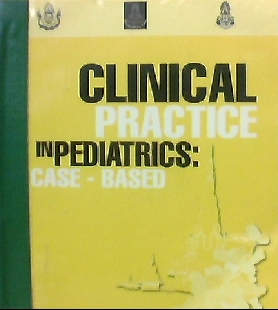 CLINICAL
PRACTICE
IN PEDIATRICS:
CASE - BASED